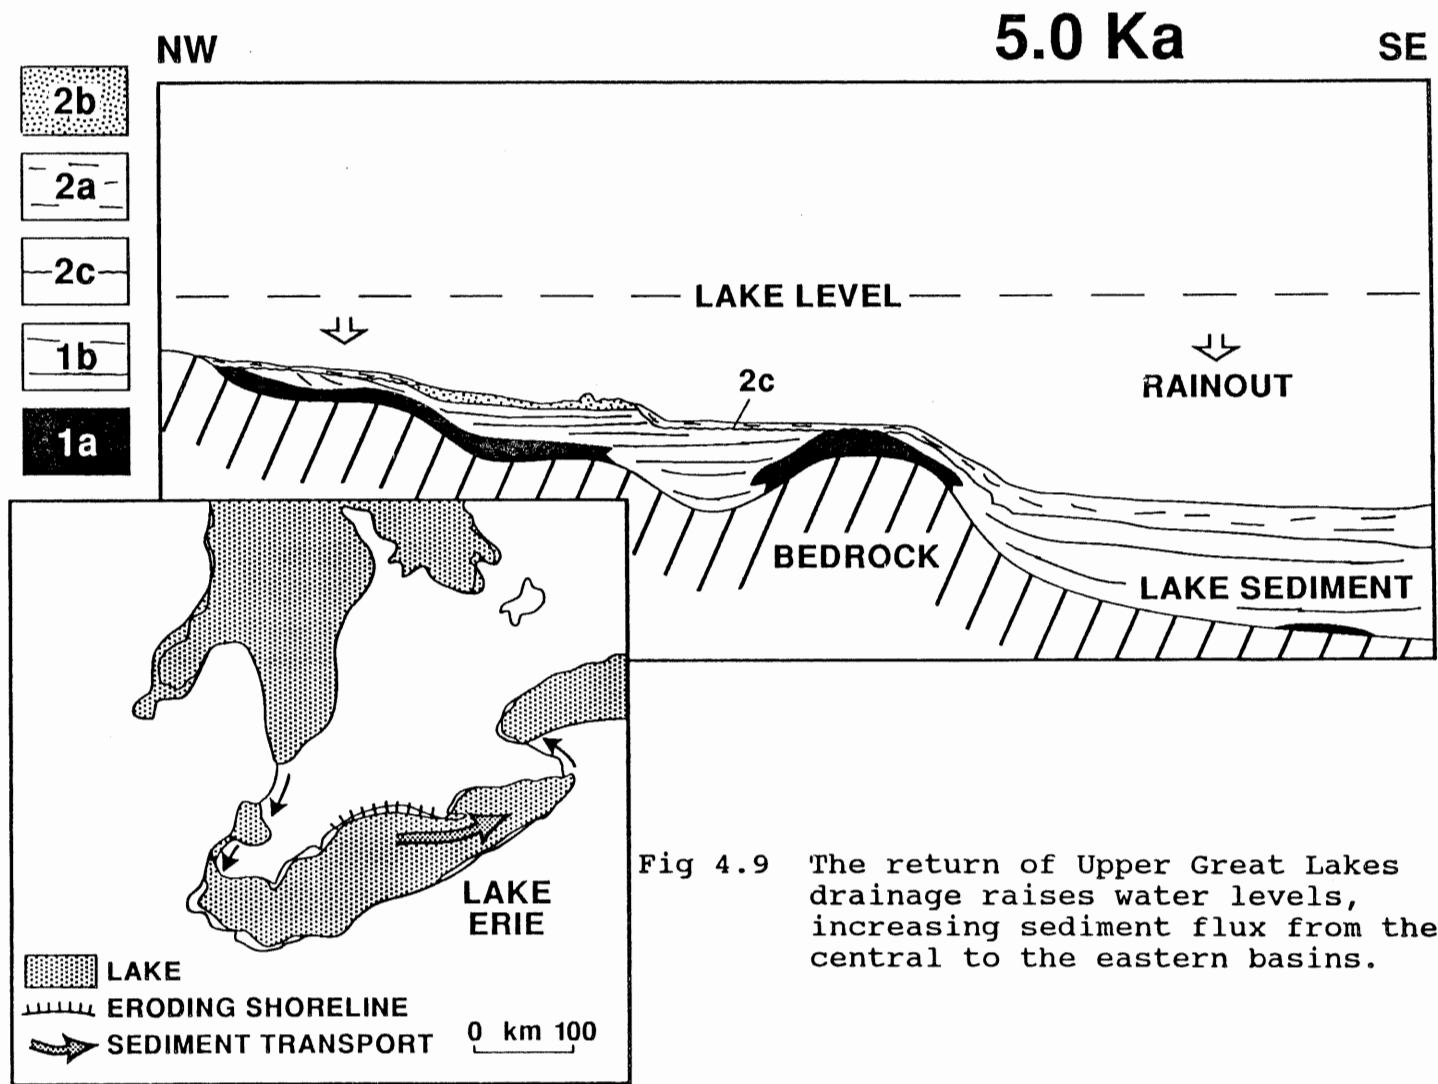 NW
5.0 Ka
SE
2b
2a
2c
1b
1a
LAKE LEVEL
2c
RAINOUT
BEDROCK
LAKE SEDIMENT
LAKE
ERIE
LAKE
ERODING SHORELINE
SEDIMENT TRANSPORT
0 km 100
Fig 4.9 The return of Upper Great Lakes
drainage raises water levels,
increasing sediment flux from the
central to the eastern basins.